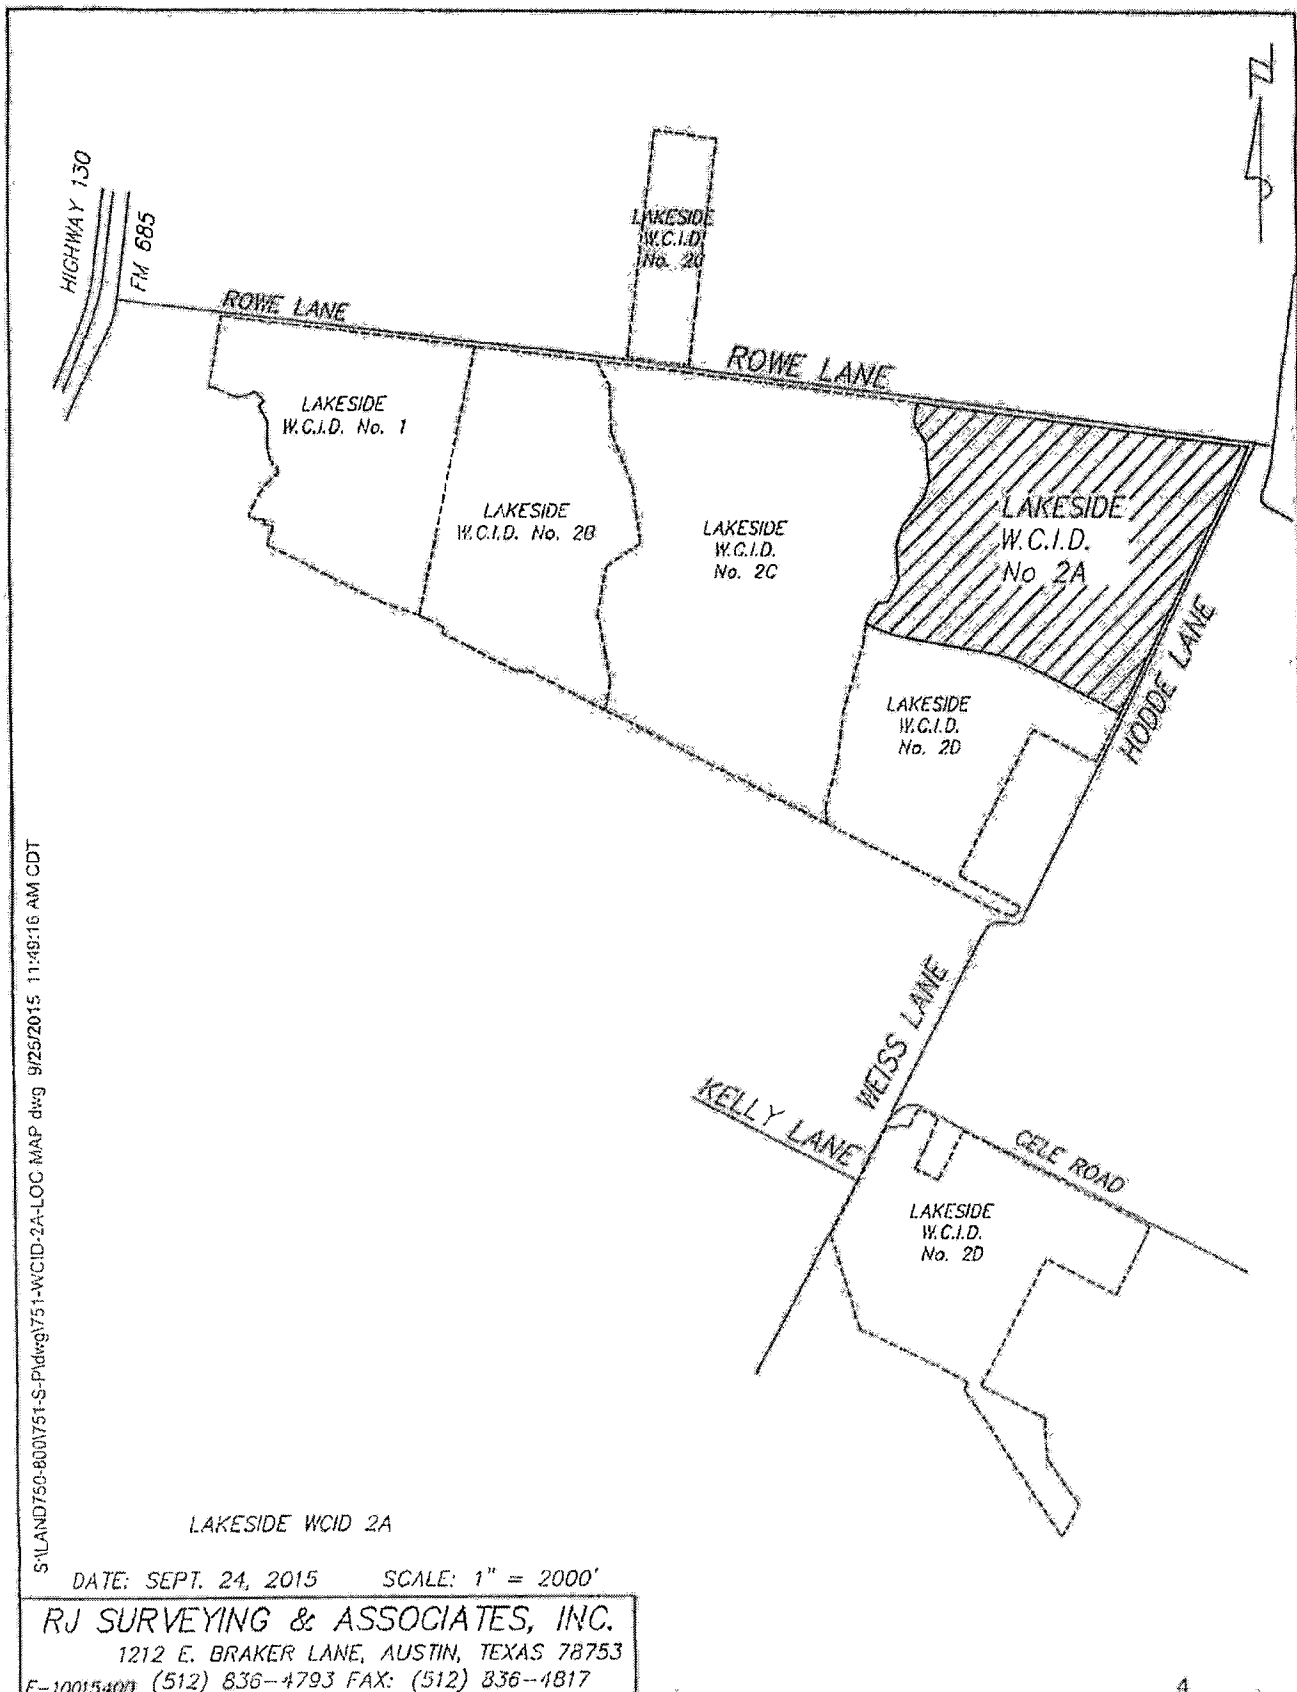 HIGHWAY 130
FM 685
LAKESIDE
W.C.I.D.
ROWE LANE
ROWE LANE
LAKESIDE
W.C.I.D. No. 1
LAKESIDE
W.C.I.D. No. 2B
LAKESIDE
W.C.I.D.
No. 2C
LAKESIDE
W.C.I.D.
No 2A
HODDE LANE
LAKESIDE
W.C.I.D.
No. 2D
WEISS LANE
KELLY LANE
CELE ROAD
LAKESIDE
W.C.I.D.
No. 2D
S:\LAND750-800\751-S-P\dwg\751-WCID-2A-LOC MAP dwg 9/25/2015 11:49:16 AM CDT
LAKESIDE WCID 2A
DATE: SEPT. 24, 2015 SCALE: 1" = 2000'
RJ SURVEYING & ASSOCIATES, INC.
1212 E. BRAKER LANE, AUSTIN, TEXAS 78753
F-10015400 (512) 836-4793 FAX: (512) 836-4817
4